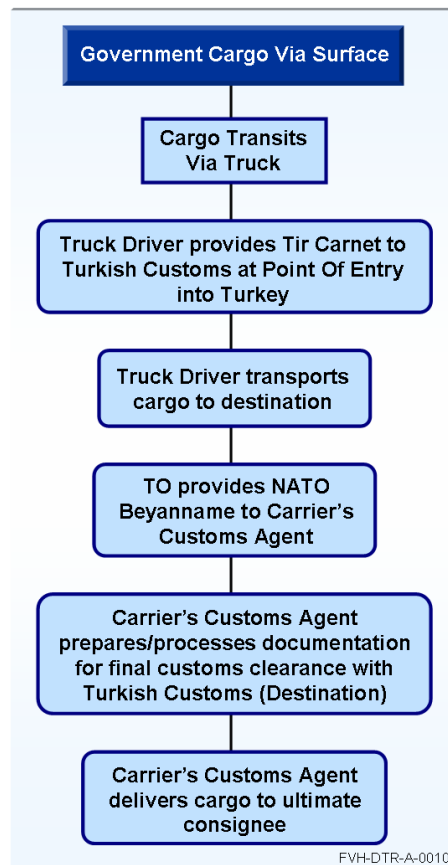 Government Cargo Via Surface
Cargo Transits
Via Truck
Truck Driver provides Tir Carnet to
Turkish Customs at Point Of Entry
into Turkey
Truck Driver transports
cargo to destination
TO provides NATO
Beyanname to Carrier's
Customs Agent
Carrier's Customs Agent
prepares/processes documentation
for final customs clearance with
Turkish Customs (Destination)
Carrier's Customs Agent
delivers cargo to ultimate
consignee
FVH-DTR-A-0010